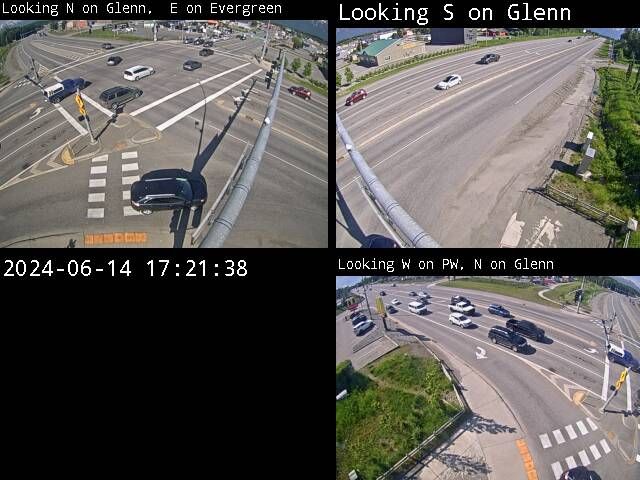 Looking N on Glenn, E on Evergreen
Looking S on Glenn
2024-06-14 17:21:38
Looking W on PW, N on Glenn